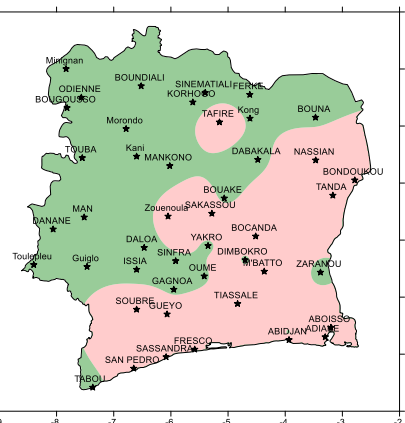 Minignan
BOUNDIALI
ODIENNE
SINEMATIALI
FERKE
KORHOGO
BOUGOUSSO
TAFIRE
Kong
BOUNA
Morondo
TOUBA
Kani
MANKONO
DABAKALA
NASSIAN
BONDOUKOU
TANDA
BOUAKE
SAKASSOU
Zouenoula
MAN
DANANE
BOCANDA
YAKRO
DALOA
SINFRA
DIMBOKRO
M'BATTO
Toulepleu
Guiglo
ISSIA
OUME
ZARANOU
GAGNOA
SOUBRE
GUEYO
TIASSALE
ABOISSO
ADIAKE
ABIDJAN
FRESCO
SASSANDRA
SAN PEDRO
TABOU
-8
-7
-6
-5
-4
-3
-2